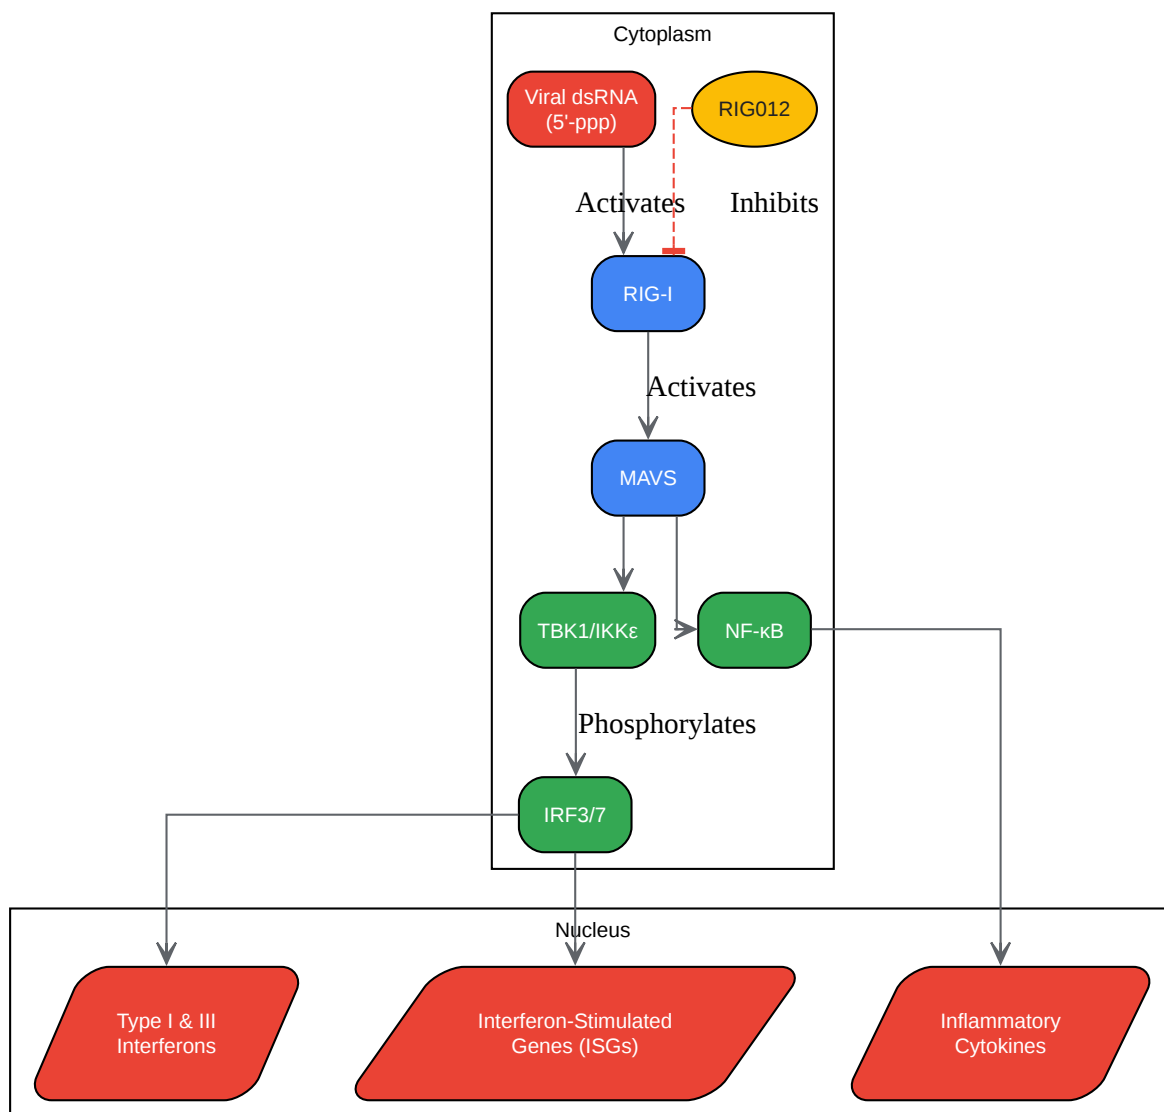 Cytoplasm
Viral dsRNA
(5'-ppp)
RIG012
Activates
Inhibits
RIG-I
Activates
MAVS
TBK1/IKKε
NF-κB
Phosphorylates
IRF3/7
Nucleus
Type I & III
Interferons
Interferon-Stimulated
Genes (ISGs)
Inflammatory
Cytokines